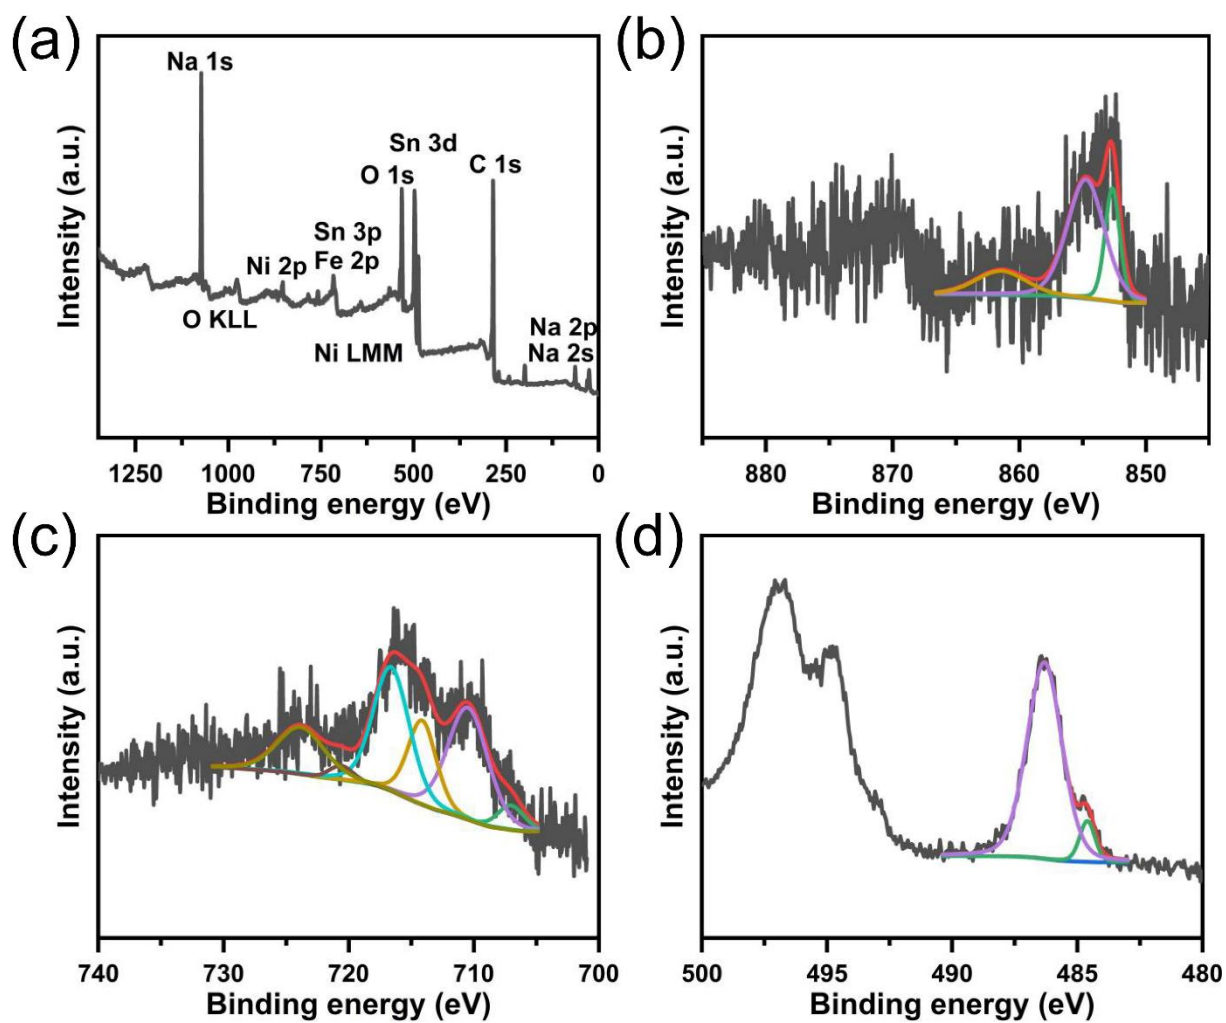 (a)
Intensity (a.u.)
Na 1s
Sn 3d
O 1s
C 1s
Sn 3p
Ni 2p
Fe 2p
O KLL
Ni LMM
Na 2p
Na 2s
1250 1000 750 500 250 0
Binding energy (eV)
(b)
Intensity (a.u.)
880 870 860 850
Binding energy (eV)
(c)
Intensity (a.u.)
740 730 720 710 700
Binding energy (eV)
(d)
Intensity (a.u.)
500 495 490 485 480
Binding energy (eV)